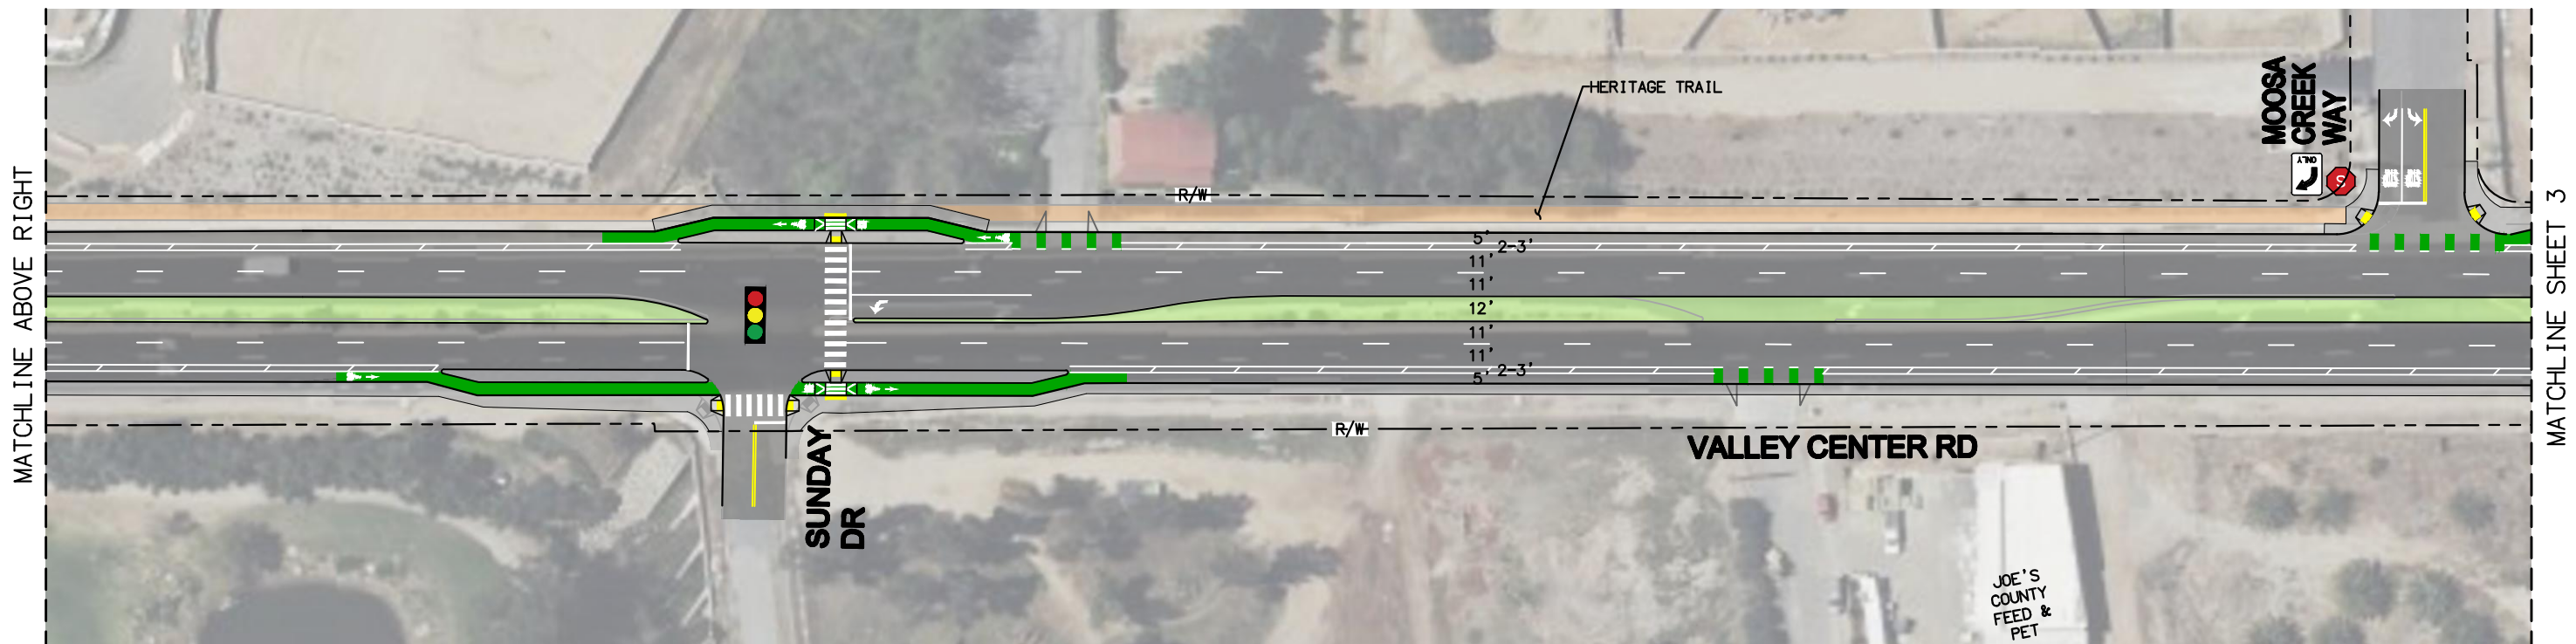 MATCHLINE ABOVE RIGHT
HERITAGE TRAIL
MOOSA
CREEK
WAY
ONLY
S
R/W
5'
2-3'
11'
11'
12'
11'
11'
2-3'
5'
R/W
VALLEY CENTER RD
SUNDAY
DR
JOE'S
COUNTY
FEED &
PET
MATCHLINE SHEET 3